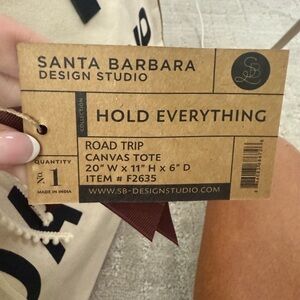 SANTA BARBARA
DESIGN STUDIO
COLLECTION
HOLD EVERYTHING
ROAD TRIP
CANVAS TOTE
20" W x 11" H x 6" D
ITEM # F2635
QUANTITY
No. 1
MADE IN INDIA
WWW.SB-DESIGNSTUDIO.COM